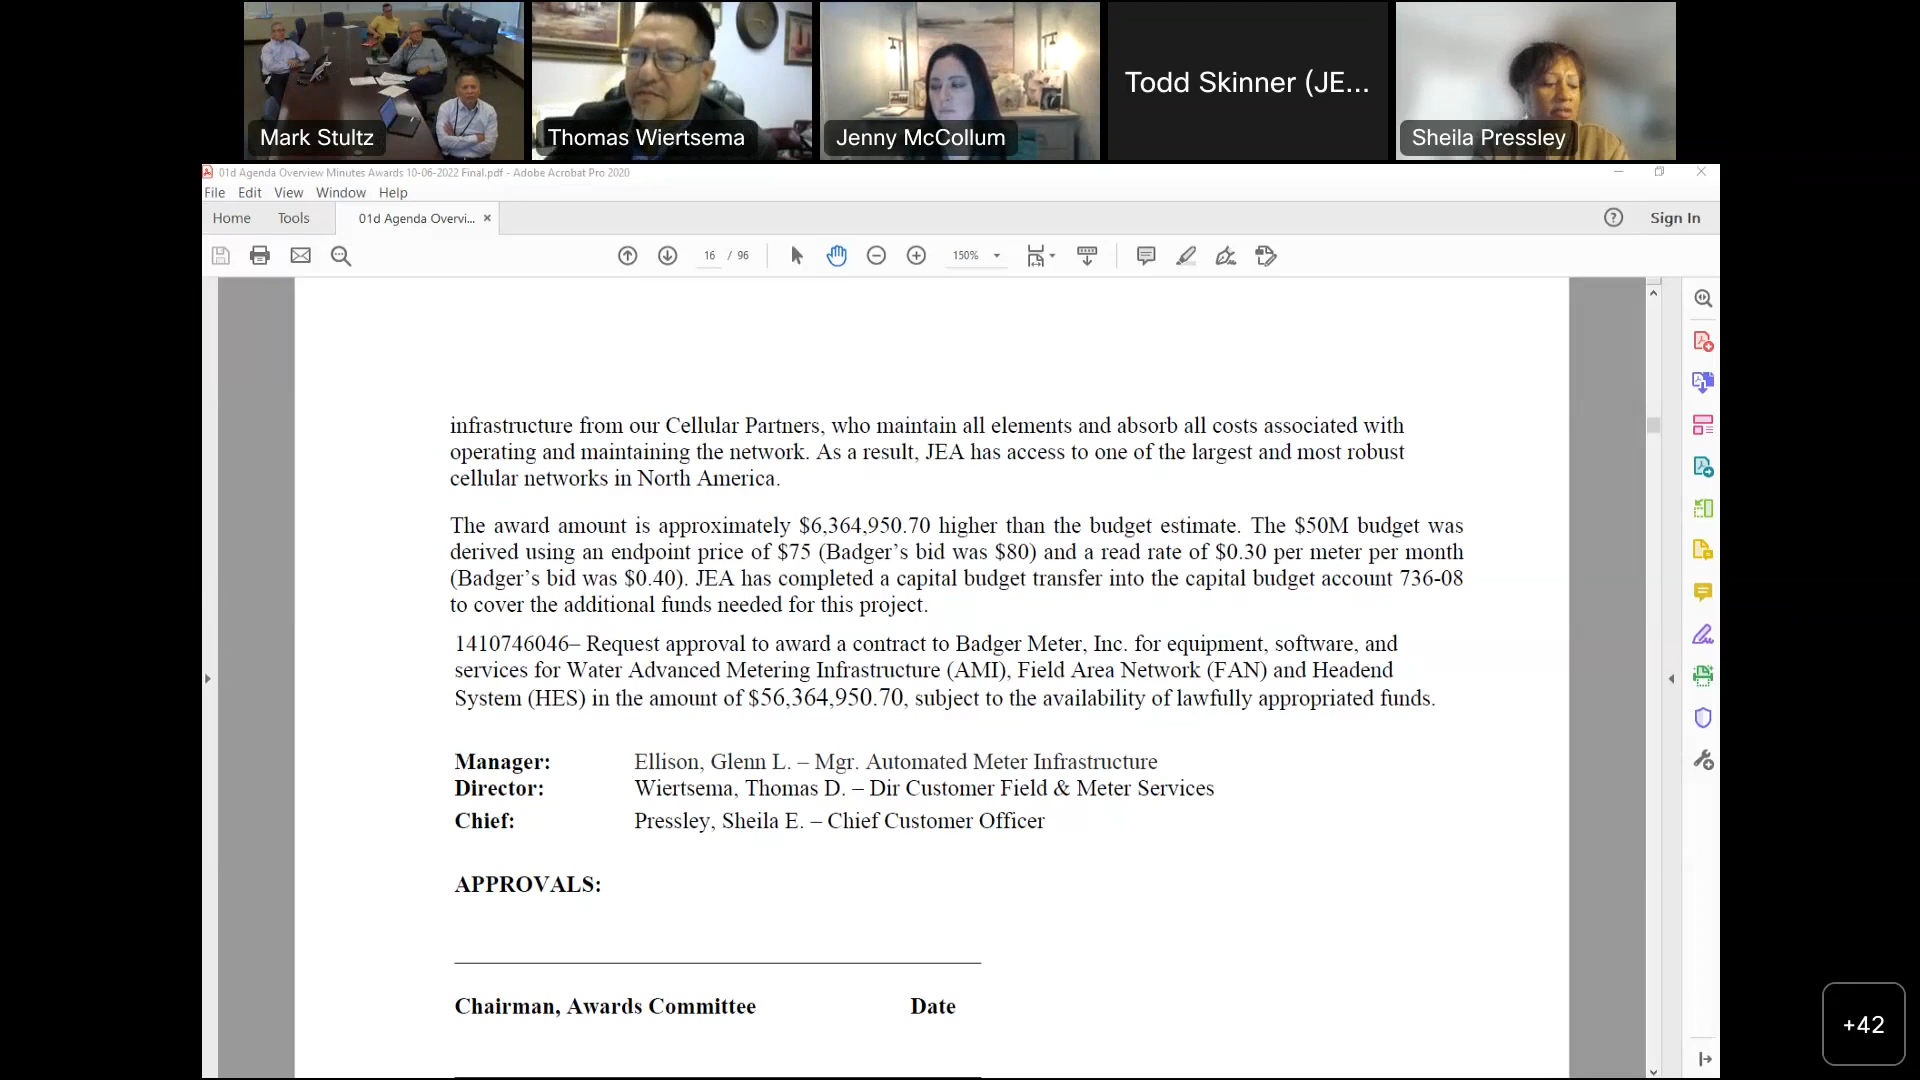 Mark Stultz
Thomas Wiertsema
Jenny McCollum
Todd Skinner (JE...
Sheila Pressley
01d Agenda Overview Minutes Awards 10-06-2022 Final.pdf - Adobe Acrobat Pro 2020
File Edit View Window Help
Home Tools 01d Agenda Overvi... × Sign In
16 / 96 150%
infrastructure from our Cellular Partners, who maintain all elements and absorb all costs associated with
operating and maintaining the network. As a result, JEA has access to one of the largest and most robust
cellular networks in North America.
The award amount is approximately $6,364,950.70 higher than the budget estimate. The $50M budget was
derived using an endpoint price of $75 (Badger's bid was $80) and a read rate of $0.30 per meter per month
(Badger's bid was $0.40). JEA has completed a capital budget transfer into the capital budget account 736-08
to cover the additional funds needed for this project.
1410746046– Request approval to award a contract to Badger Meter, Inc. for equipment, software, and
services for Water Advanced Metering Infrastructure (AMI), Field Area Network (FAN) and Headend
System (HES) in the amount of $56,364,950.70, subject to the availability of lawfully appropriated funds.
Manager: Ellison, Glenn L. – Mgr. Automated Meter Infrastructure
Director: Wiertsema, Thomas D. – Dir Customer Field & Meter Services
Chief: Pressley, Sheila E. – Chief Customer Officer
APPROVALS:
Chairman, Awards Committee Date
+42